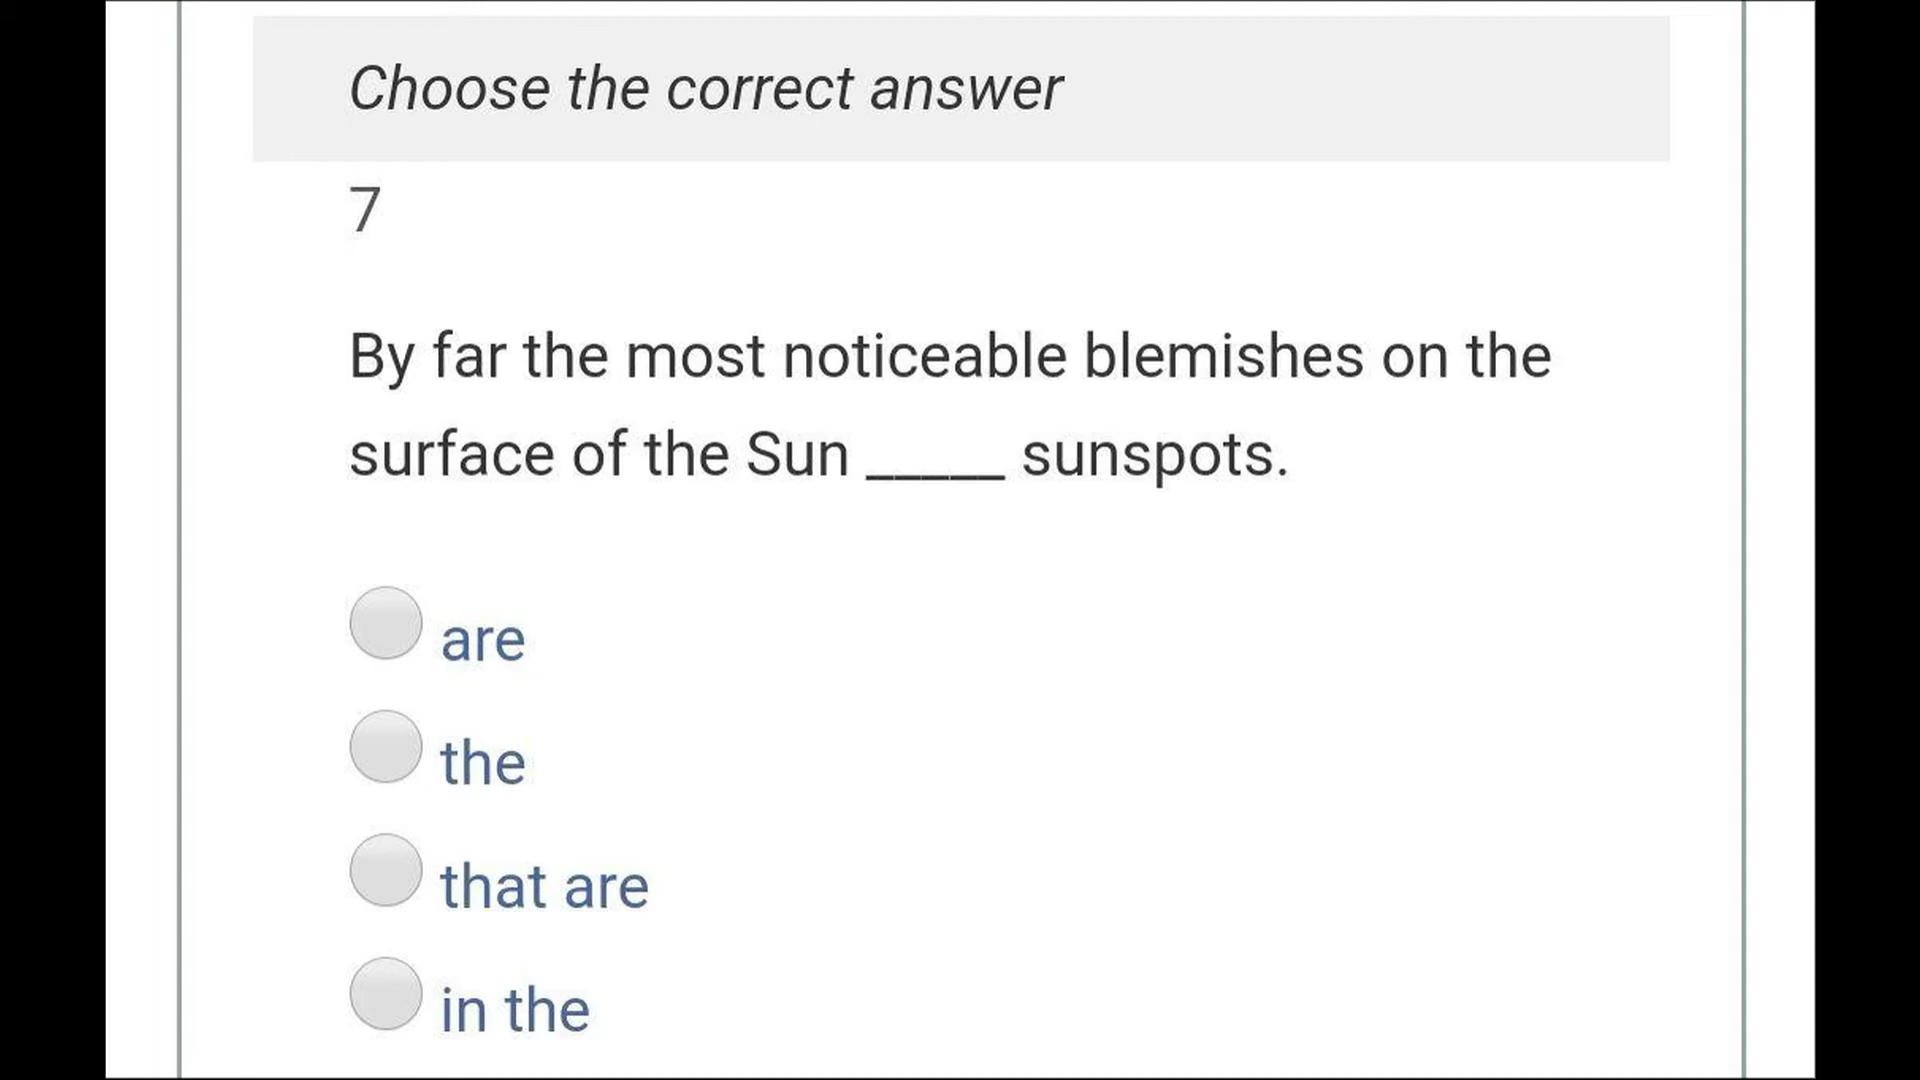 Choose the correct answer
7
By far the most noticeable blemishes on the
surface of the Sun _____ sunspots.
are
the
that are
in the